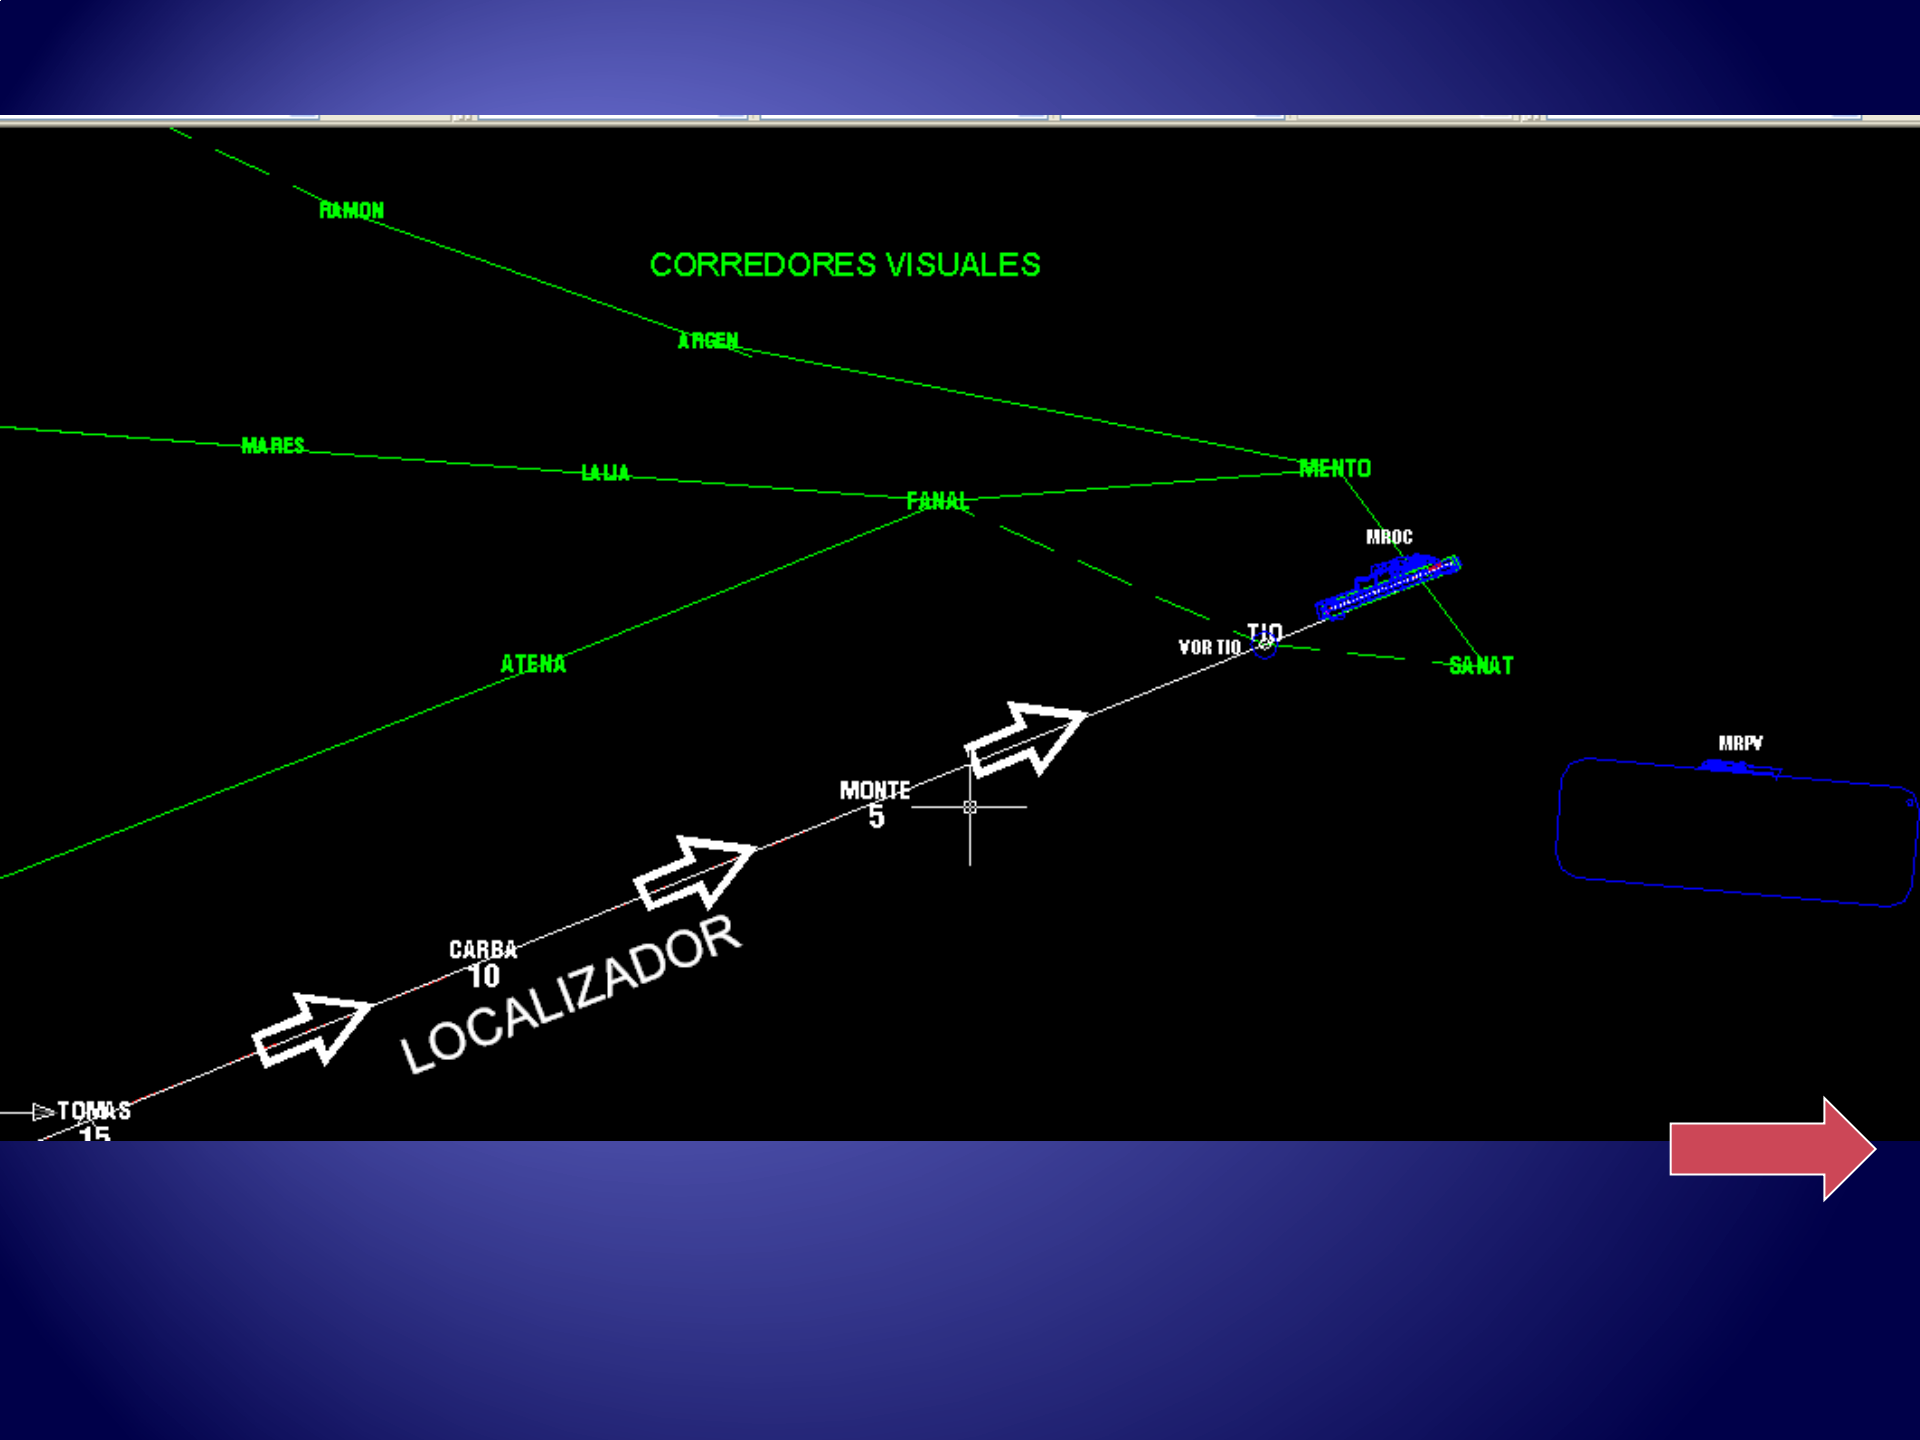 RAMON
CORREDORES VISUALES
ARGEN
MARES
LAJA
FANAL
MENTO
MROC
TIO
VOR TIO
ATENA
SANAT
MRPV
MONTE
5
CARBA
10
LOCALIZADOR
TOMAS
15